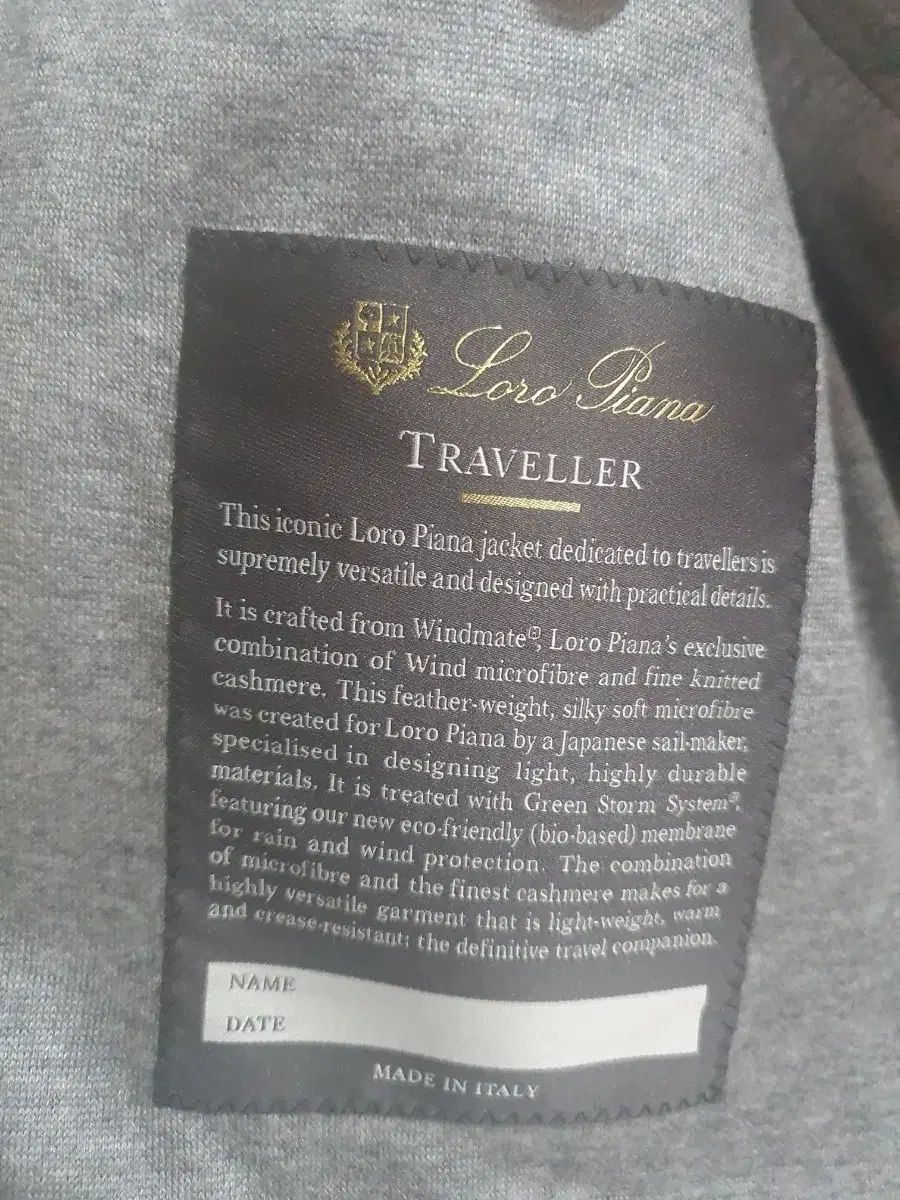 Loro Piana
TRAVELLER
This iconic Loro Piana jacket dedicated to travellers is
supremely versatile and designed with practical details.
It is crafted from Windmate®, Loro Piana's exclusive
combination of Wind microfibre and fine knitted
cashmere. This feather-weight, silky soft microfibre
was created for Loro Piana by a Japanese sail-maker,
specialised in designing light, highly durable
materials. It is treated with Green Storm System®,
featuring our new eco-friendly (bio-based) membrane
for rain and wind protection. The combination
of microfibre and the finest cashmere makes for a
highly versatile garment that is light-weight, warm
and crease-resistant: the definitive travel companion.
NAME
DATE
MADE IN ITALY